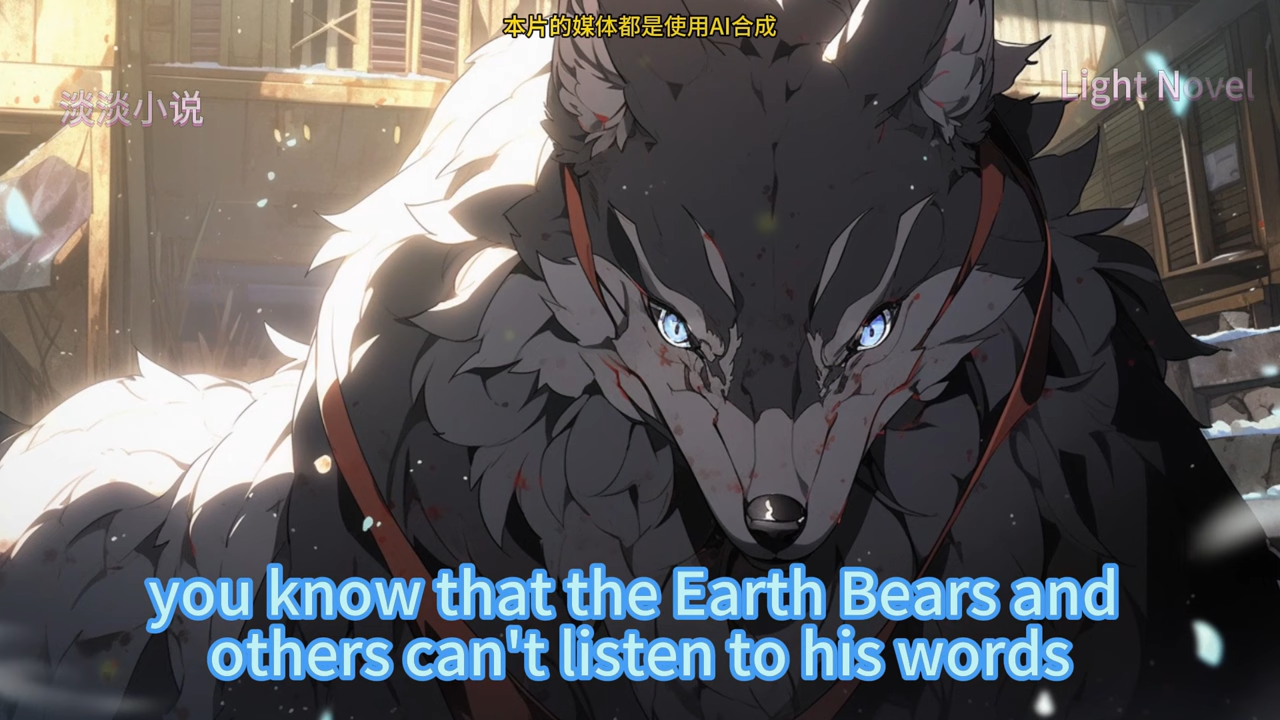 本片的媒体都是使用AI合成
淡淡小说
Light Novel
you know that the Earth Bears and
others can't listen to his words